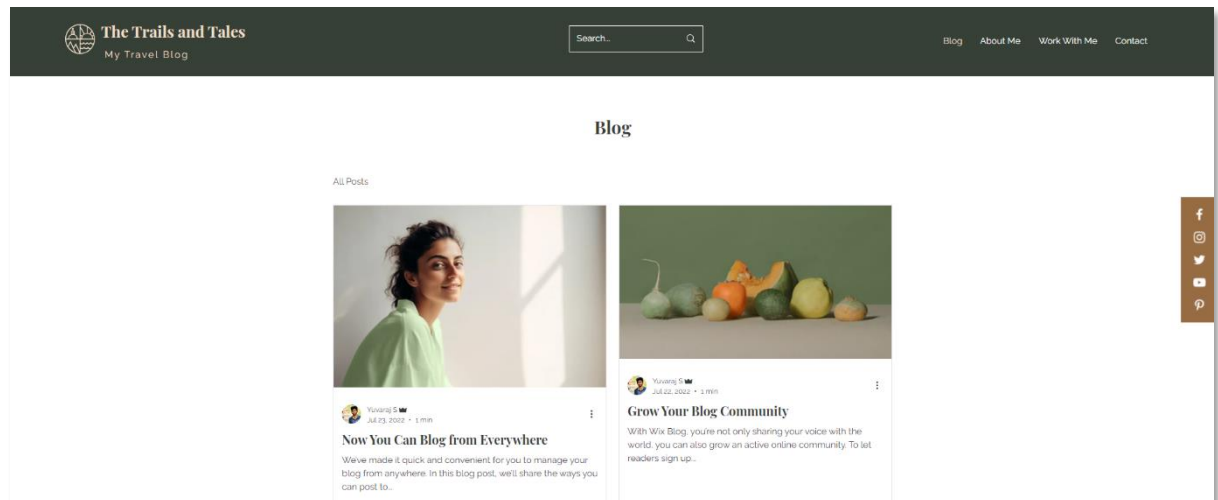 The Trails and Tales
My Travel Blog
Search...
Blog
About Me
Work With Me
Contact
Blog
All Posts
Yuvaraj S
Jul 23, 2022 • 1 min
Now You Can Blog from Everywhere
We've made it quick and convenient for you to manage your
blog from anywhere. In this blog post, we'll share the ways you
can post to...
Yuvaraj S
Jul 22, 2022 • 1 min
Grow Your Blog Community
With Wix Blog, you're not only sharing your voice with the
world, you can also grow an active online community. To let
readers sign up...